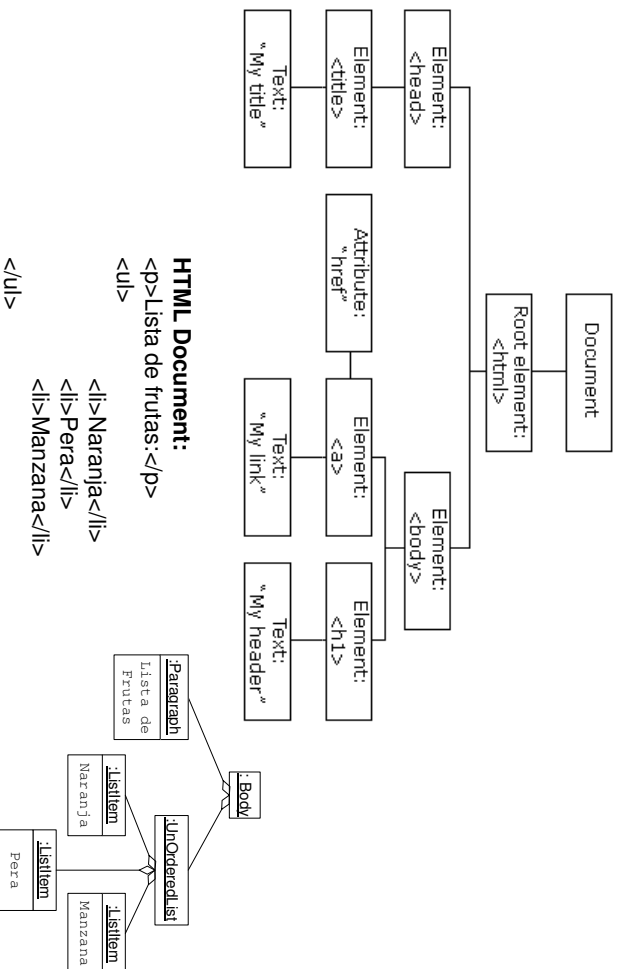 Document
Root element:
<html>
Element:
<head>
Element:
<body>
Element:
<title>
Attribute:
"href"
Element:
<a>
Element:
<h1>
Text:
"My title"
Text:
"My link"
Text:
"My header"
HTML Document:
<p>Lista de frutas:</p>
<ul>
<li>Naranja</li>
<li>Pera</li>
<li>Manzana</li>
</ul>
: Body
:Paragraph
Lista de
Frutas
:UnOrderedList
:ListItem
Naranja
:ListItem
Pera
:ListItem
Manzana